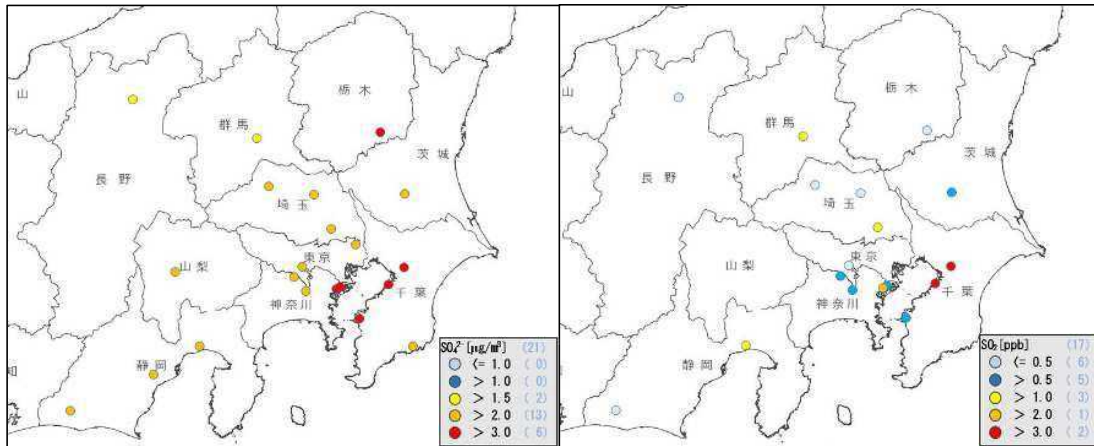 山
栃木
群馬
茨城
長野
埼玉
山梨
東京
神奈川
千葉
静岡
知
SO₄²⁻[μg/m³] (21)
<= 1.0 ( 0)
> 1.0 ( 0)
> 1.5 ( 2)
> 2.0 (13)
> 3.0 ( 6)
山
栃木
群馬
茨城
長野
埼玉
山梨
東京
神奈川
千葉
静岡
知
SO₂[ppb] (17)
<= 0.5 ( 6)
> 0.5 ( 5)
> 1.0 ( 3)
> 2.0 ( 1)
> 3.0 ( 2)